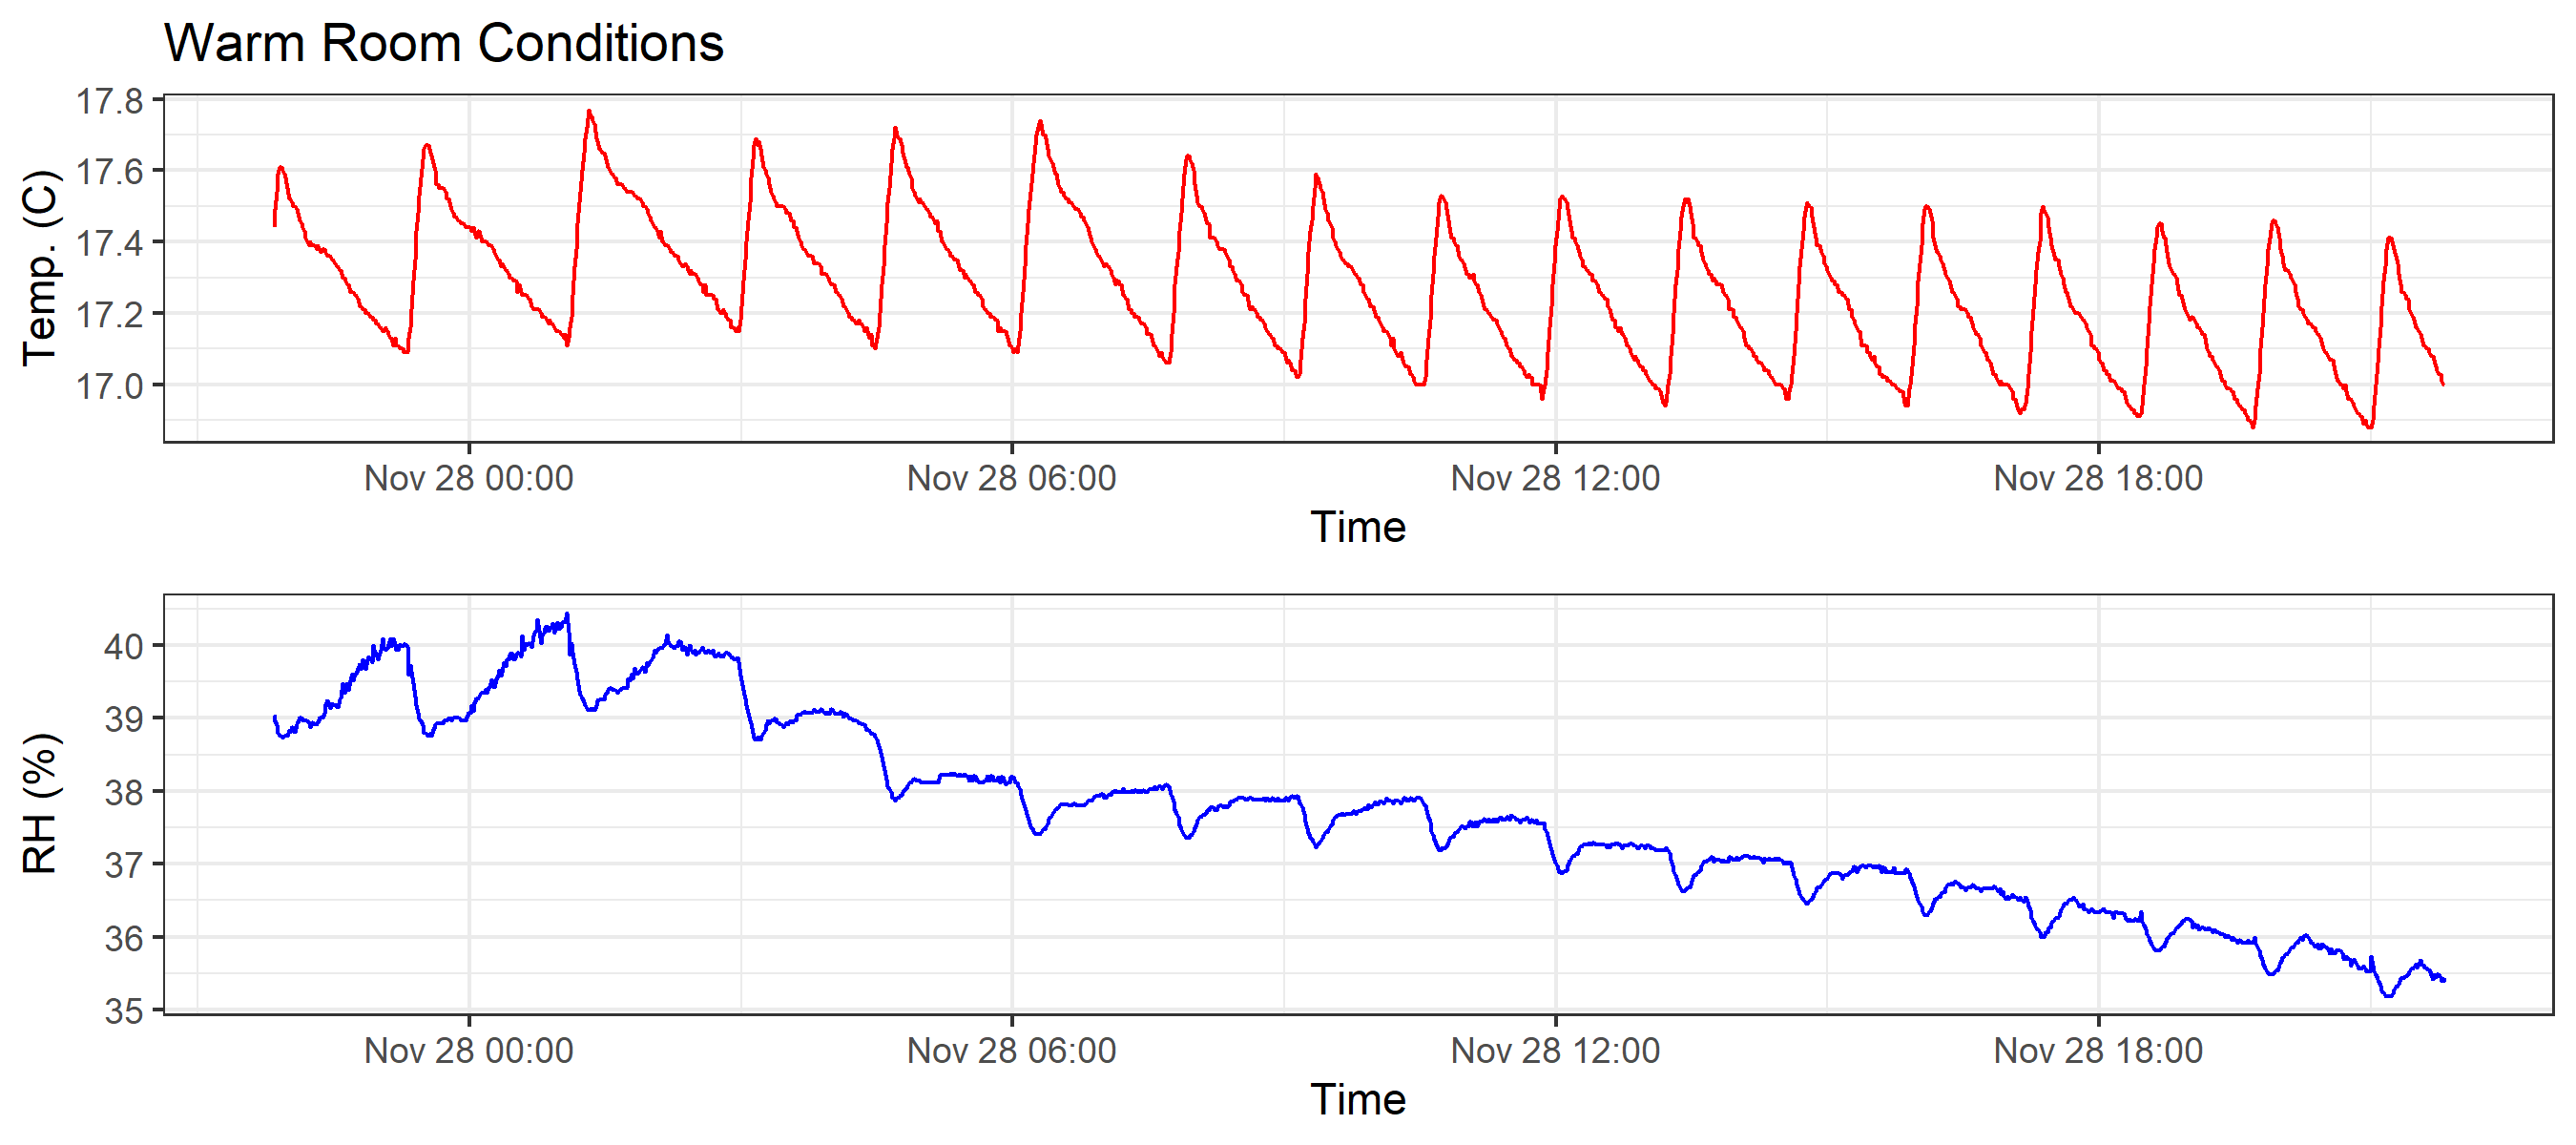 Warm Room Conditions
17.8
17.6
17.4
17.2
17.0
Temp. (C)
Nov 28 00:00 Nov 28 06:00 Nov 28 12:00 Nov 28 18:00
Time
40
39
38
37
36
35
RH (%)
Nov 28 00:00 Nov 28 06:00 Nov 28 12:00 Nov 28 18:00
Time